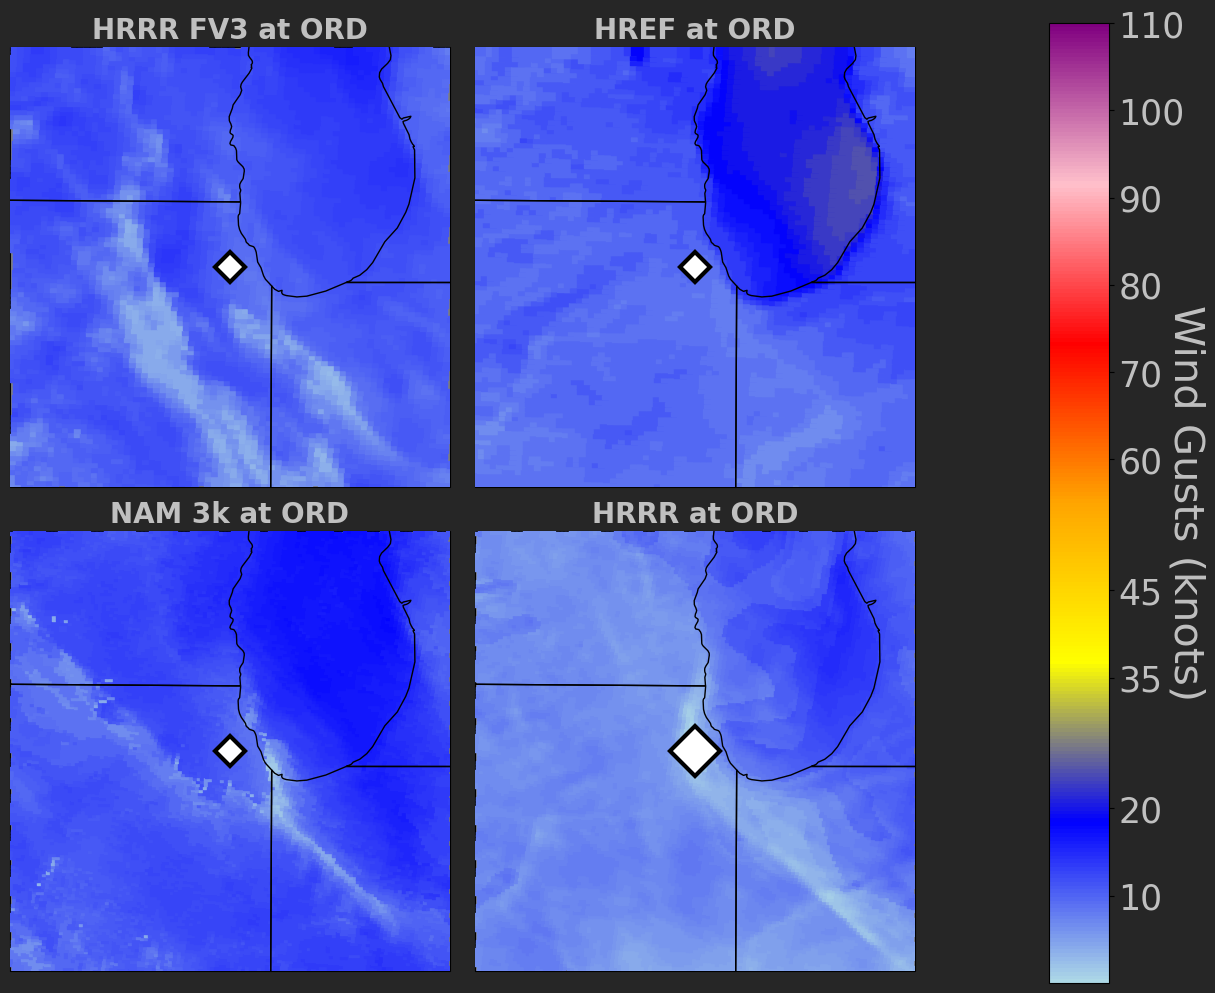 HRRR FV3 at ORD
HREF at ORD
NAM 3k at ORD
HRRR at ORD
110
100
90
80
70
60
45
35
20
10
Wind Gusts (knots)